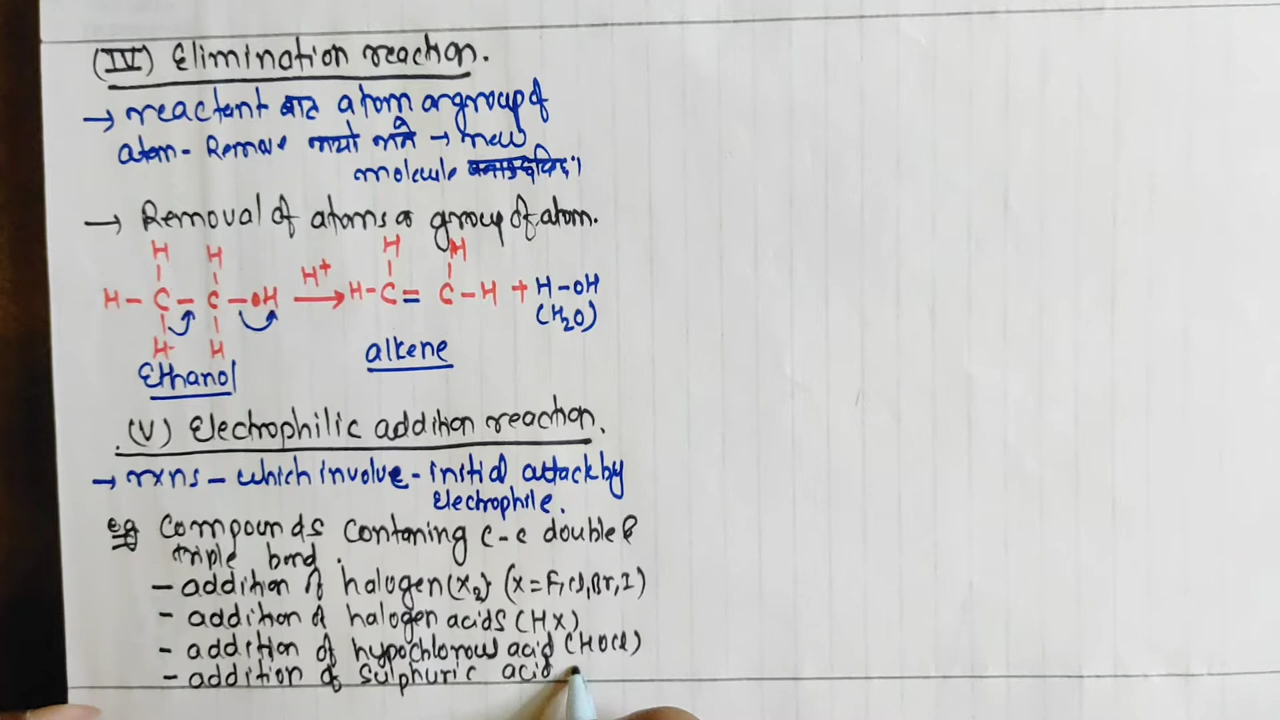 (IV) Elimination reaction.
→ reactant बाट atom or group of
atom - Remove गर्यो भने → new
molecule
→ Removal of atoms or group of atom.
H H H H
H - C - C - OH H⁺ → H - C = C - H + H - OH
H H (H₂O)
Ethanol alkene
(V) Electrophilic addition reaction.
→ rxns - which involve - initial attack by
Electrophile.
eg Compounds Contaning C-C double &
triple bond.
- addition of halogen (X₂) (X = F, Cl, Br, I)
- addition of halogen acids (HX)
- addition of hypochlorous acid (HOCl)
- addition of Sulphuric acid